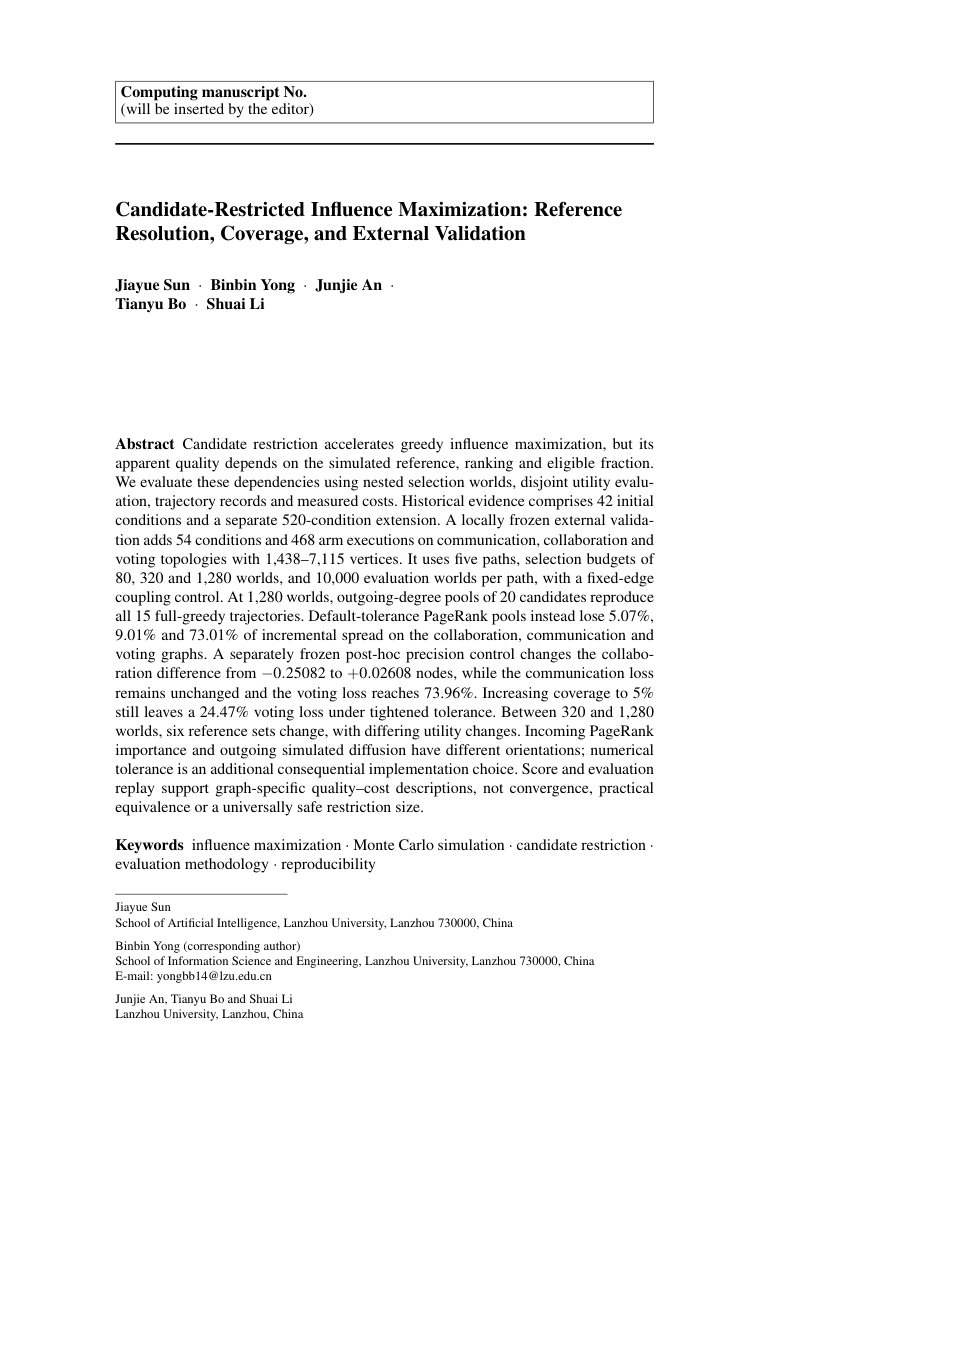 Computing manuscript No.
(will be inserted by the editor)
Candidate-Restricted Influence Maximization: Reference
Resolution, Coverage, and External Validation
Jiayue Sun · Binbin Yong · Junjie An ·
Tianyu Bo · Shuai Li
Abstract Candidate restriction accelerates greedy influence maximization, but its
apparent quality depends on the simulated reference, ranking and eligible fraction.
We evaluate these dependencies using nested selection worlds, disjoint utility evalu-
ation, trajectory records and measured costs. Historical evidence comprises 42 initial
conditions and a separate 520-condition extension. A locally frozen external valida-
tion adds 54 conditions and 468 arm executions on communication, collaboration and
voting topologies with 1,438–7,115 vertices. It uses five paths, selection budgets of
80, 320 and 1,280 worlds, and 10,000 evaluation worlds per path, with a fixed-edge
coupling control. At 1,280 worlds, outgoing-degree pools of 20 candidates reproduce
all 15 full-greedy trajectories. Default-tolerance PageRank pools instead lose 5.07%,
9.01% and 73.01% of incremental spread on the collaboration, communication and
voting graphs. A separately frozen post-hoc precision control changes the collabo-
ration difference from −0.25082 to +0.02608 nodes, while the communication loss
remains unchanged and the voting loss reaches 73.96%. Increasing coverage to 5%
still leaves a 24.47% voting loss under tightened tolerance. Between 320 and 1,280
worlds, six reference sets change, with differing utility changes. Incoming PageRank
importance and outgoing simulated diffusion have different orientations; numerical
tolerance is an additional consequential implementation choice. Score and evaluation
replay support graph-specific quality–cost descriptions, not convergence, practical
equivalence or a universally safe restriction size.
Keywords influence maximization · Monte Carlo simulation · candidate restriction ·
evaluation methodology · reproducibility
Jiayue Sun
School of Artificial Intelligence, Lanzhou University, Lanzhou 730000, China
Binbin Yong (corresponding author)
School of Information Science and Engineering, Lanzhou University, Lanzhou 730000, China
E-mail: yongbb14@lzu.edu.cn
Junjie An, Tianyu Bo and Shuai Li
Lanzhou University, Lanzhou, China